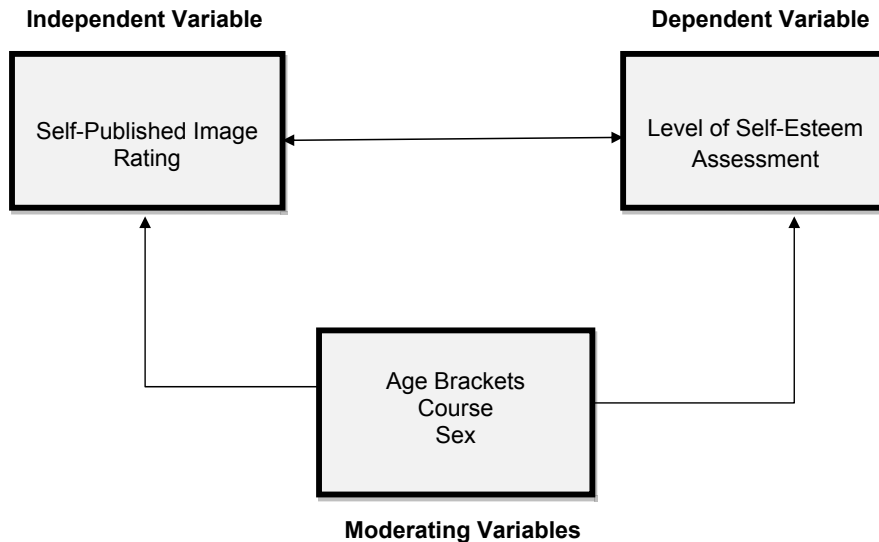 Independent Variable
Dependent Variable
Self-Published Image
Rating
Level of Self-Esteem
Assessment
Age Brackets
Course
Sex
Moderating Variables